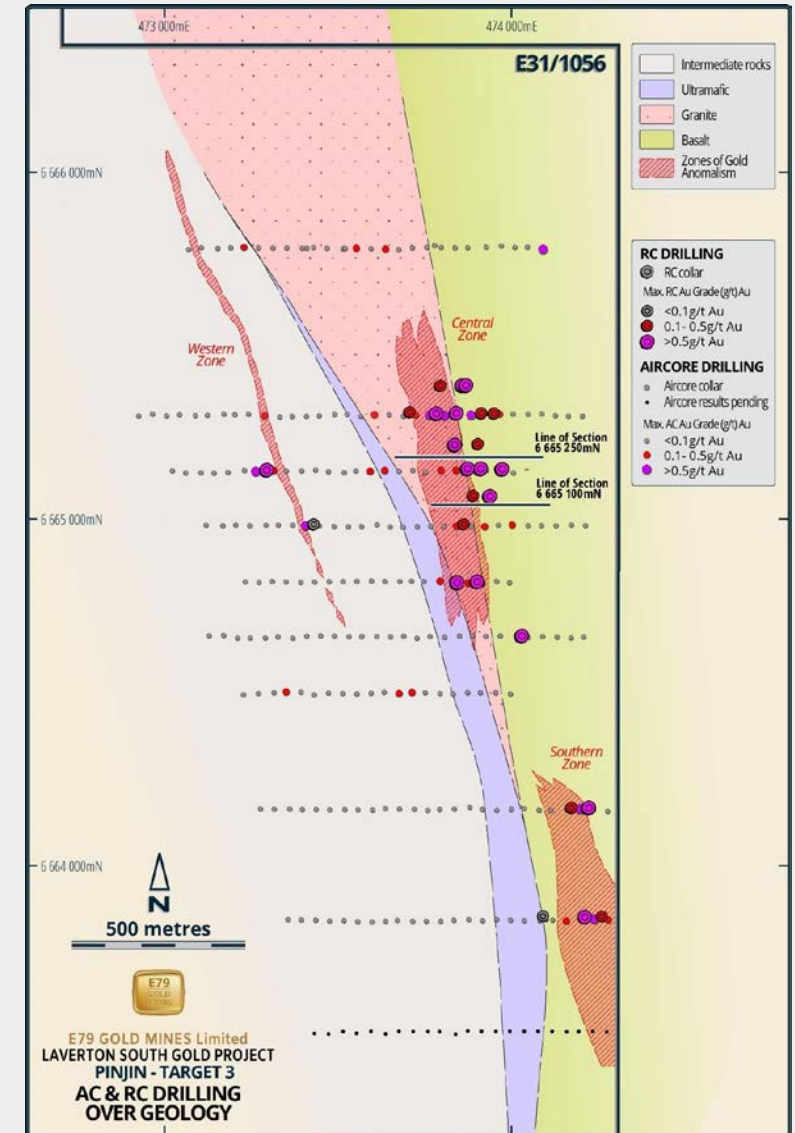 473 000mE
474 000mE
E31/1056
Intermediate rocks
Ultramafic
Granite
Basalt
Zones of Gold
Anomalism
6 666 000mN
RC DRILLING
RC collar
Max. RC Au Grade (g/t) Au
<0.1g/t Au
0.1- 0.5g/t Au
>0.5g/t Au
AIRCORE DRILLING
Aircore collar
Aircore results pending
Max. AC Au Grade (g/t) Au
<0.1g/t Au
0.1- 0.5g/t Au
>0.5g/t Au
Central
Zone
Western
Zone
Line of Section
6 665 250mN
Line of Section
6 665 100mN
6 665 000mN
Southern
Zone
6 664 000mN
N
500 metres
E79
GOLD
E79 GOLD MINES Limited
LAVERTON SOUTH GOLD PROJECT
PINJIN - TARGET 3
AC & RC DRILLING
OVER GEOLOGY